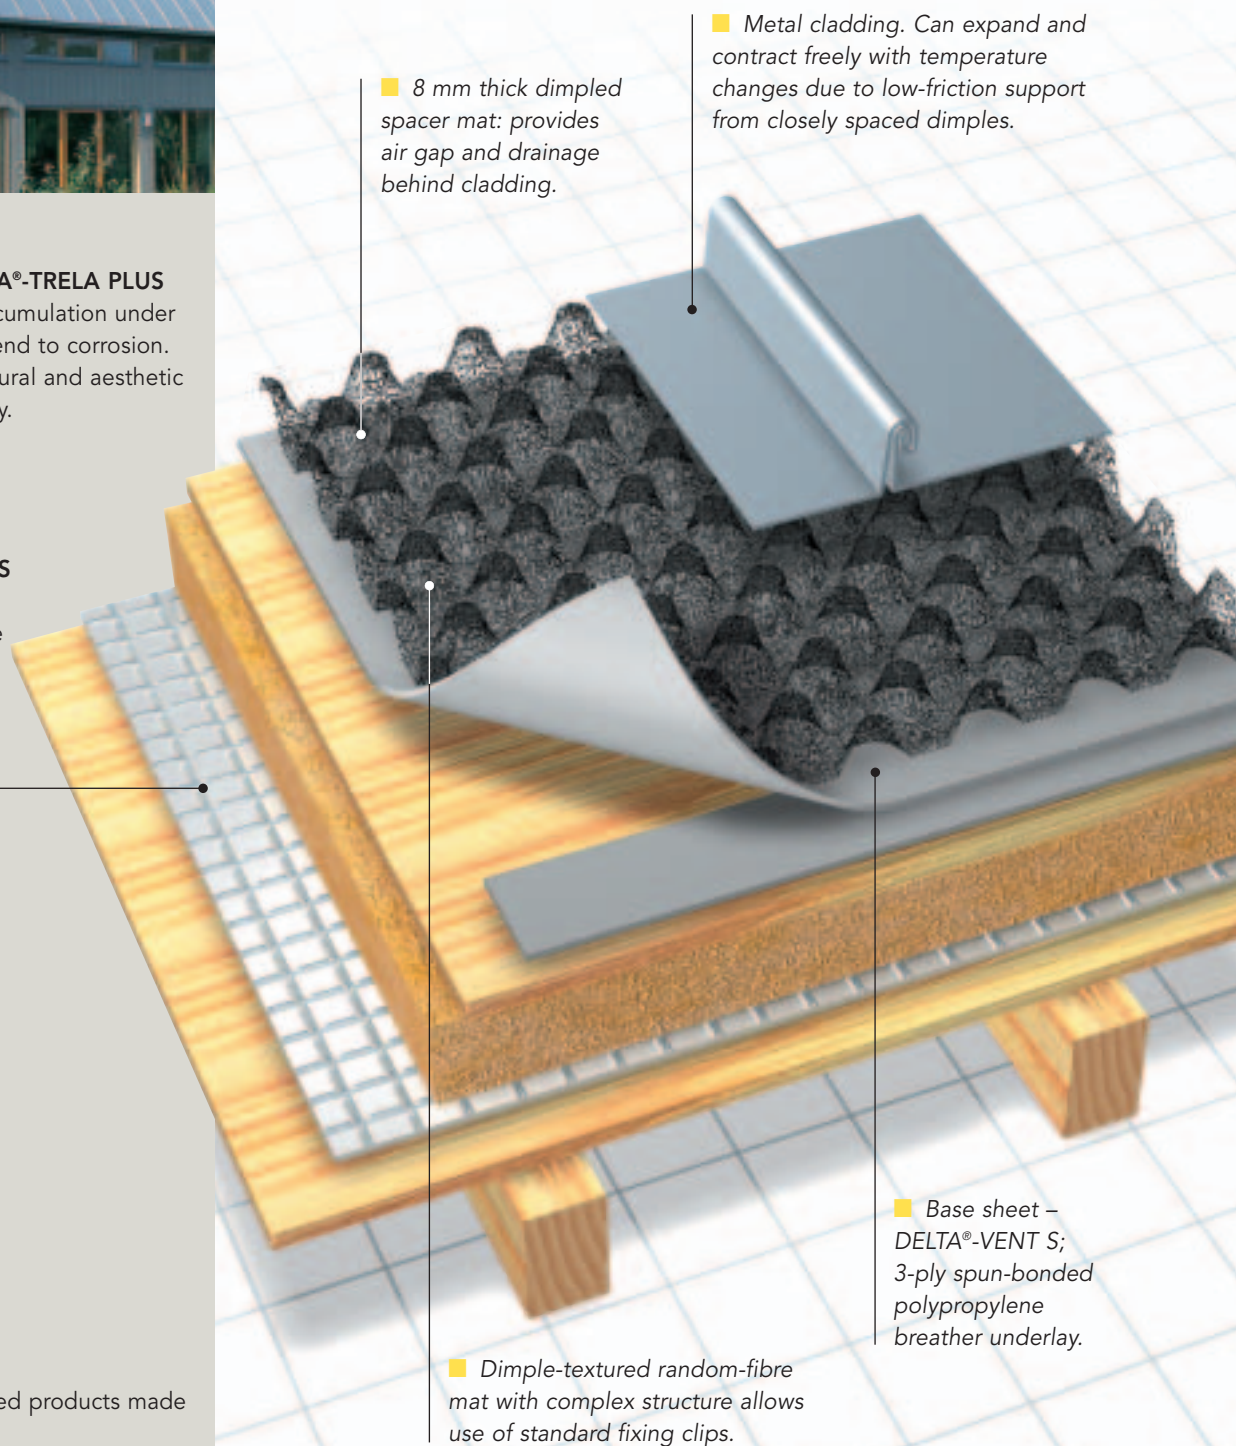 Metal cladding. Can expand and
contract freely with temperature
changes due to low-friction support
from closely spaced dimples.
8 mm thick dimpled
spacer mat: provides
air gap and drainage
behind cladding.
A®-TRELA PLUS
cumulation under
end to corrosion.
ural and aesthetic
y.
S
e
Base sheet –
DELTA®-VENT S;
3-ply spun-bonded
polypropylene
breather underlay.
Dimple-textured random-fibre
mat with complex structure allows
use of standard fixing clips.
ed products made